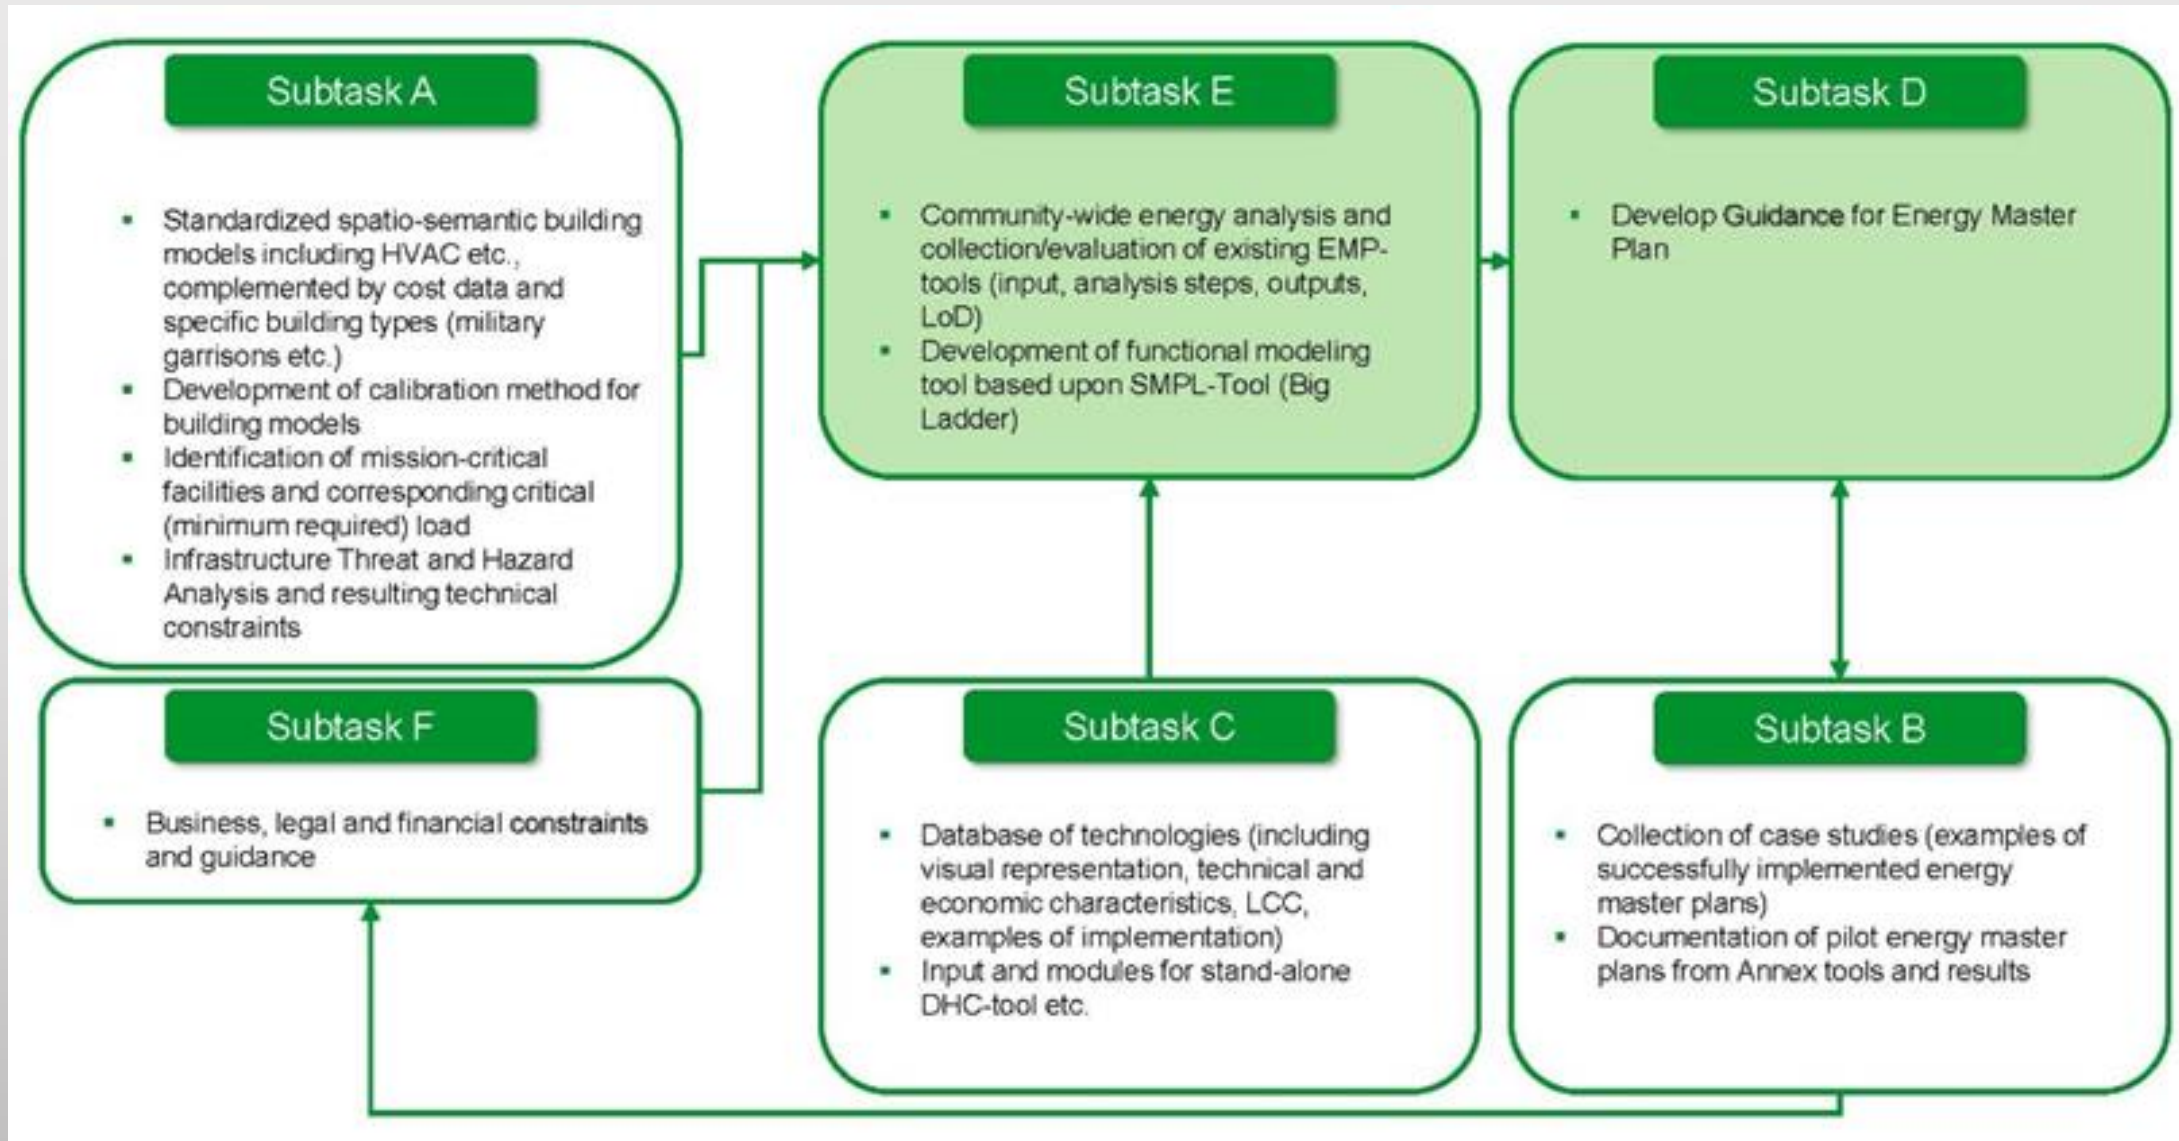 Subtask A
▪ Standardized spatio-semantic building
models including HVAC etc.,
complemented by cost data and
specific building types (military
garrisons etc.)
▪ Development of calibration method for
building models
▪ Identification of mission-critical
facilities and corresponding critical
(minimum required) load
▪ Infrastructure Threat and Hazard
Analysis and resulting technical
constraints
Subtask E
▪ Community-wide energy analysis and
collection/evaluation of existing EMP-
tools (input, analysis steps, outputs,
LoD)
▪ Development of functional modeling
tool based upon SMPL-Tool (Big
Ladder)
Subtask D
▪ Develop Guidance for Energy Master
Plan
Subtask F
▪ Business, legal and financial constraints
and guidance
Subtask C
▪ Database of technologies (including
visual representation, technical and
economic characteristics, LCC,
examples of implementation)
▪ Input and modules for stand-alone
DHC-tool etc.
Subtask B
▪ Collection of case studies (examples of
successfully implemented energy
master plans)
▪ Documentation of pilot energy master
plans from Annex tools and results